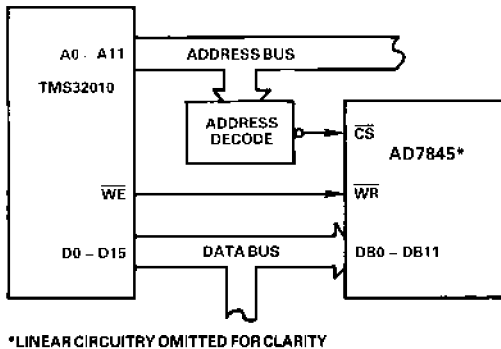 A0 - A11
ADDRESS BUS
TMS32010
ADDRESS
DECODE
CS
AD7845*
WE
WR
D0 - D15
DATA BUS
DB0 - DB11
*LINEAR CIRCUITRY OMITTED FOR CLARITY